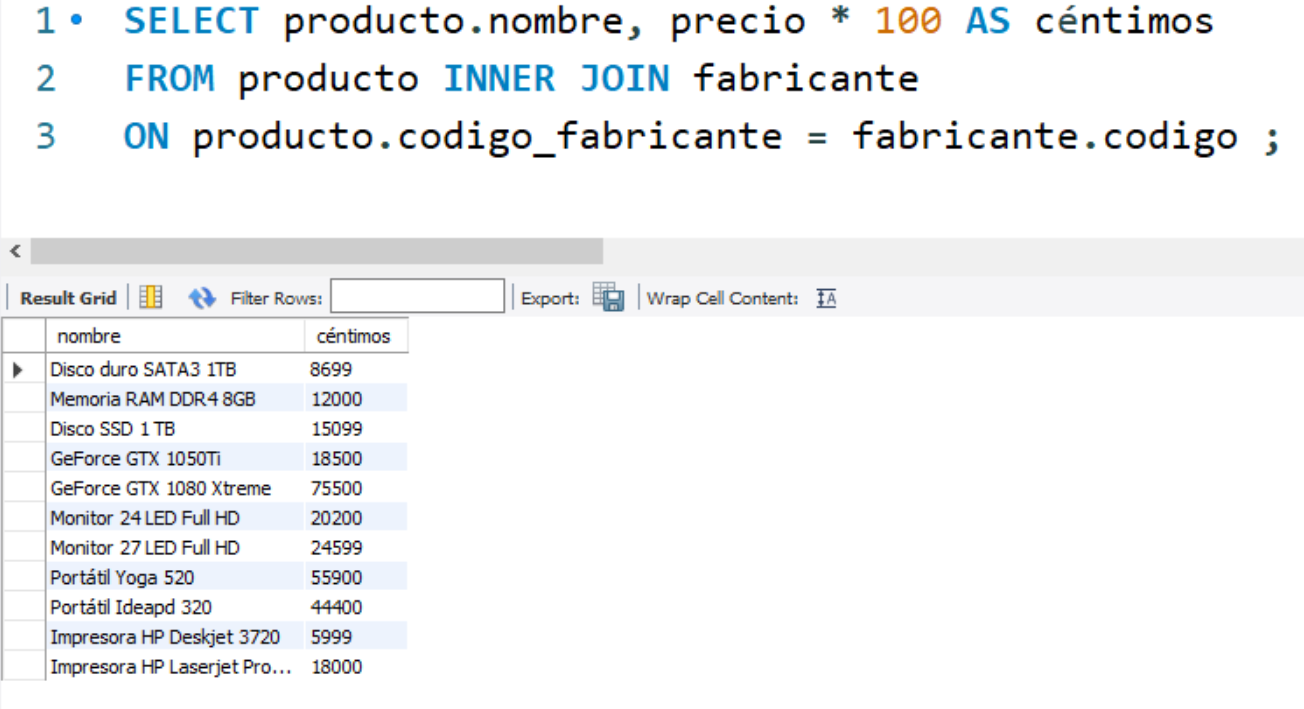 1 SELECT producto.nombre, precio * 100 AS céntimos
2 FROM producto INNER JOIN fabricante
3 ON producto.codigo_fabricante = fabricante.codigo ;
Result Grid Filter Rows: Export: Wrap Cell Content:
nombre céntimos
Disco duro SATA3 1TB 8699
Memoria RAM DDR4 8GB 12000
Disco SSD 1 TB 15099
GeForce GTX 1050Ti 18500
GeForce GTX 1080 Xtreme 75500
Monitor 24 LED Full HD 20200
Monitor 27 LED Full HD 24599
Portátil Yoga 520 55900
Portátil Ideapd 320 44400
Impresora HP Deskjet 3720 5999
Impresora HP Laserjet Pro... 18000